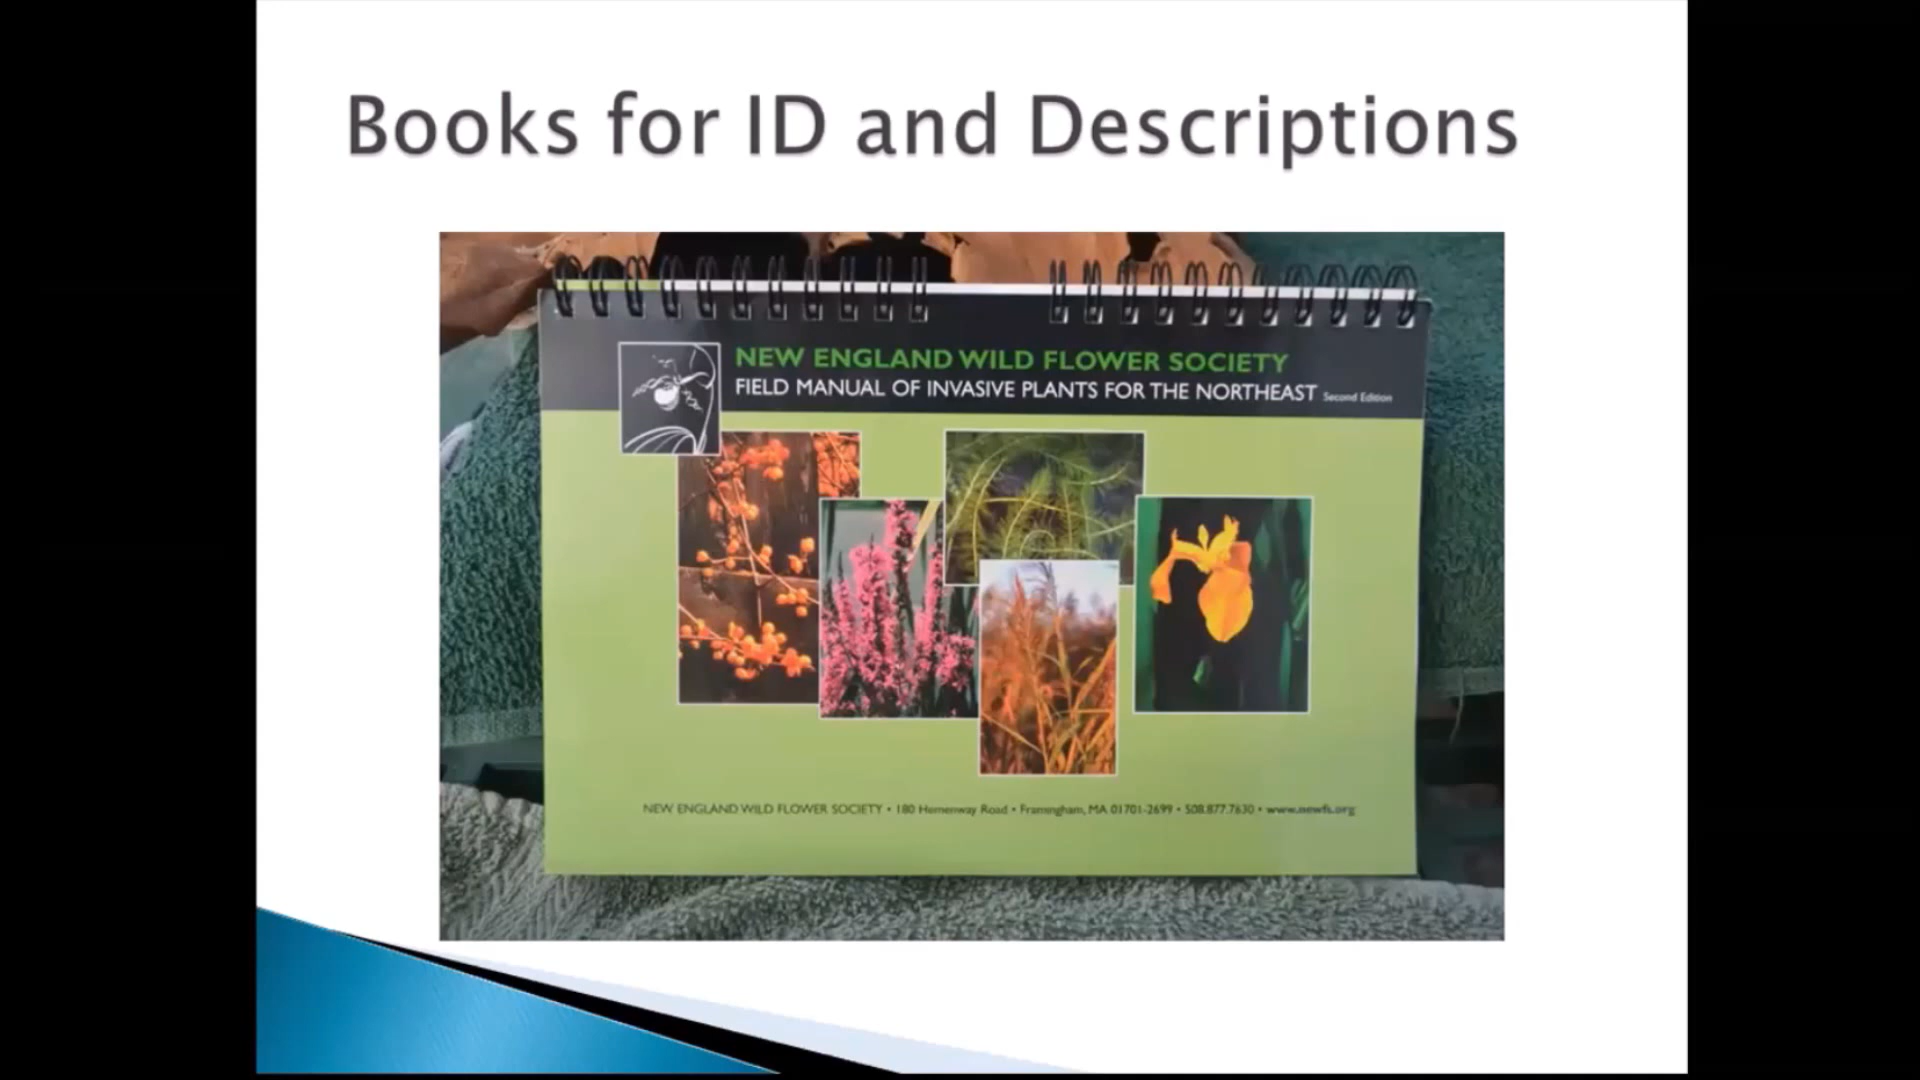 Books for ID and Descriptions
NEW ENGLAND WILD FLOWER SOCIETY
FIELD MANUAL OF INVASIVE PLANTS FOR THE NORTHEAST Second Edition
NEW ENGLAND WILD FLOWER SOCIETY • 180 Hemenway Road • Framingham, MA 01701-2699 • 508.877.7630 • www.newfs.org